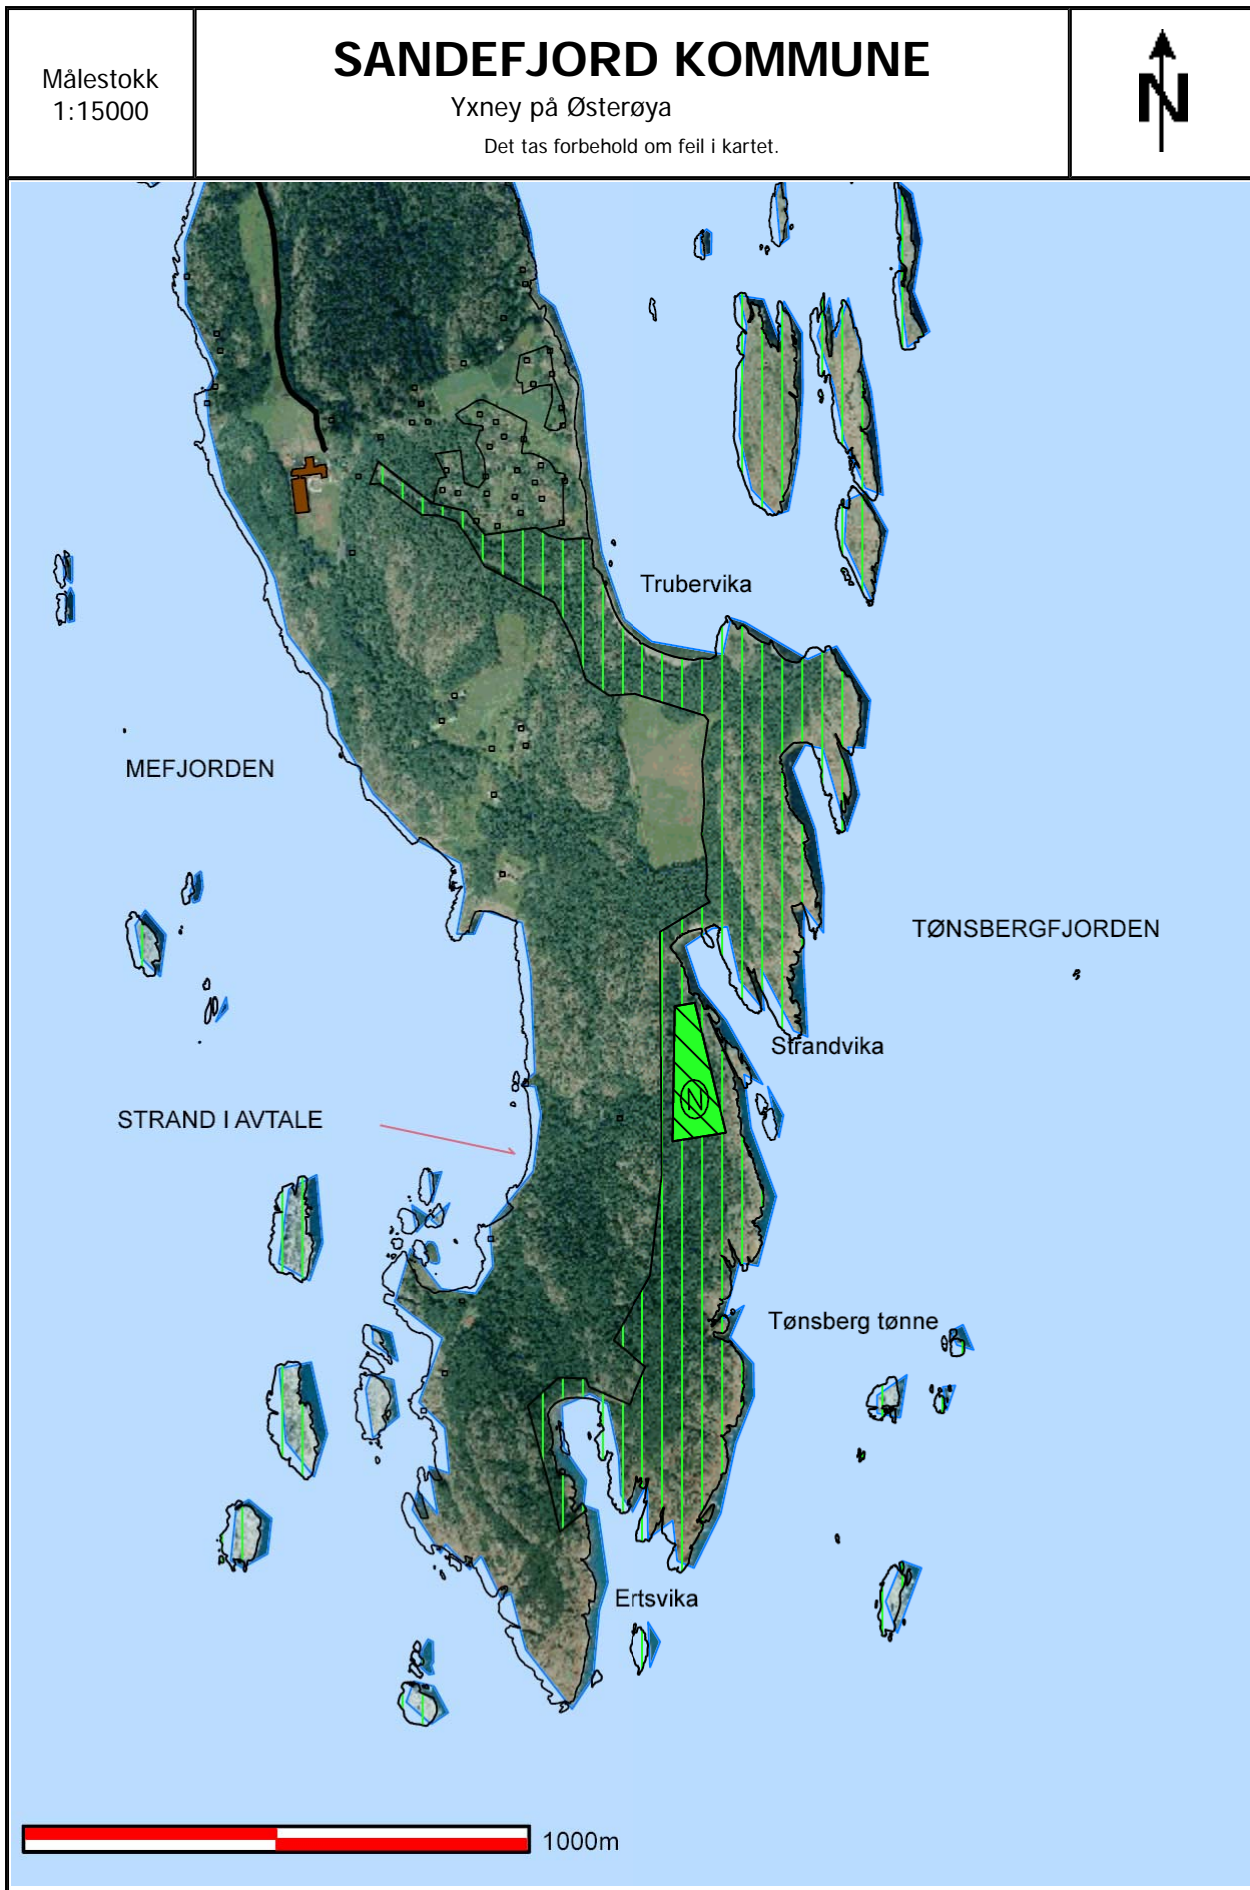 Målestokk
1:15000
SANDEFJORD KOMMUNE
Yxney på Østerøya
Det tas forbehold om feil i kartet.
N
Trubervika
MEFJORDEN
TØNSBERGFJORDEN
Strandvika
N
STRAND I AVTALE
Tønsberg tønne
Ertsvika
1000m